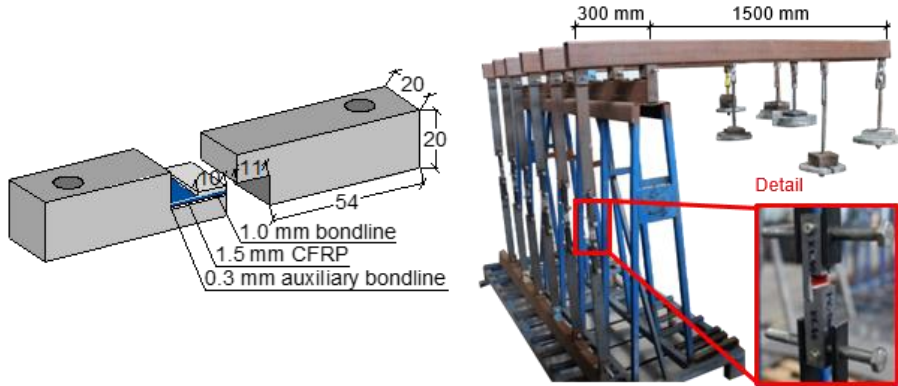 20
20
10
11
54
1.0 mm bondline
1.5 mm CFRP
0.3 mm auxiliary bondline
300 mm
1500 mm
Detail